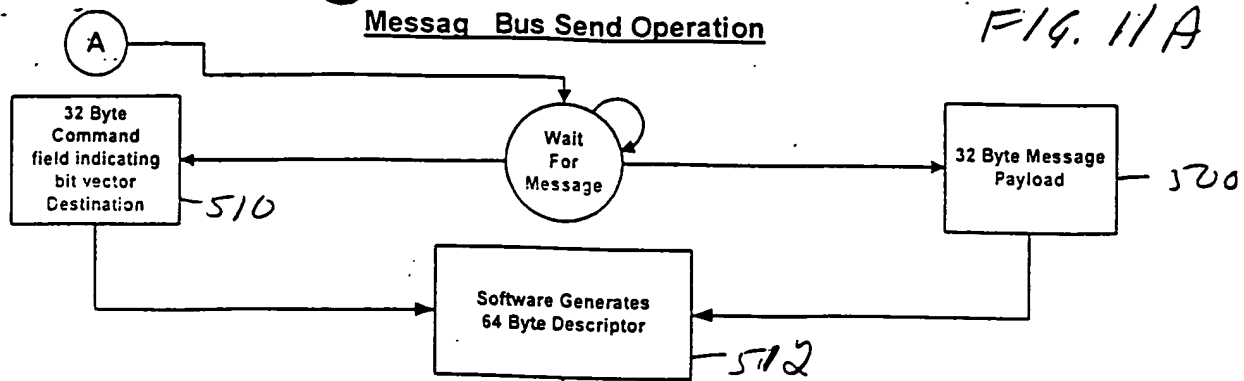 Messag Bus Send Operation
FIG. 11A
A
32 Byte
Command
field indicating
bit vector
Destination
510
Wait
For
Message
32 Byte Message
Payload
500
Software Generates
64 Byte Descriptor
512